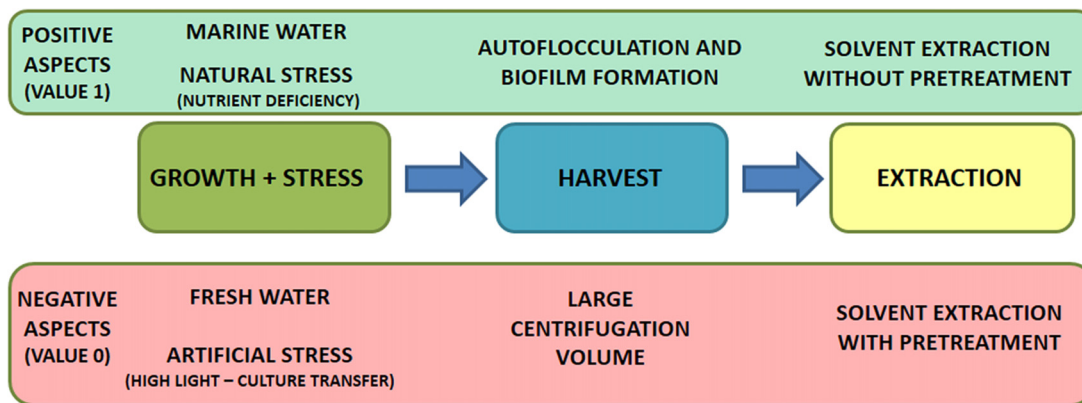 POSITIVE
ASPECTS
(VALUE 1)
MARINE WATER
NATURAL STRESS
(NUTRIENT DEFICIENCY)
AUTOFLOCCULATION AND
BIOFILM FORMATION
SOLVENT EXTRACTION
WITHOUT PRETREATMENT
GROWTH + STRESS
HARVEST
EXTRACTION
NEGATIVE
ASPECTS
(VALUE 0)
FRESH WATER
ARTIFICIAL STRESS
(HIGH LIGHT – CULTURE TRANSFER)
LARGE
CENTRIFUGATION
VOLUME
SOLVENT EXTRACTION
WITH PRETREATMENT